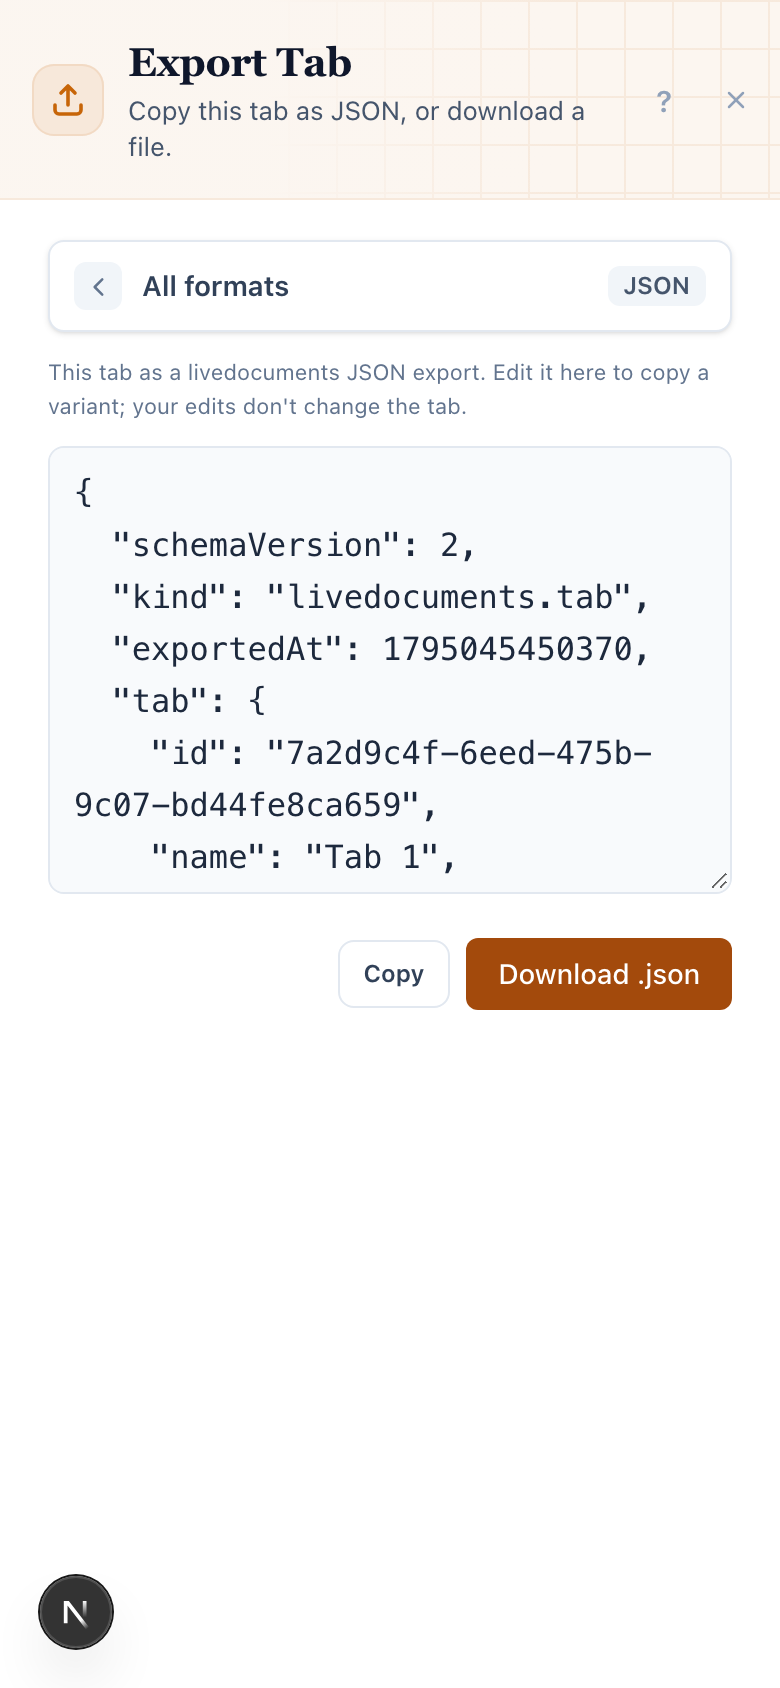 Export Tab
Copy this tab as JSON, or download a
file.
?
All formats
JSON
This tab as a livedocuments JSON export. Edit it here to copy a
variant; your edits don't change the tab.
{
"schemaVersion": 2,
"kind": "livedocuments.tab",
"exportedAt": 1795045450370,
"tab": {
"id": "7a2d9c4f-6eed-475b-
9c07-bd44fe8ca659",
"name": "Tab 1",
Copy
Download .json
N